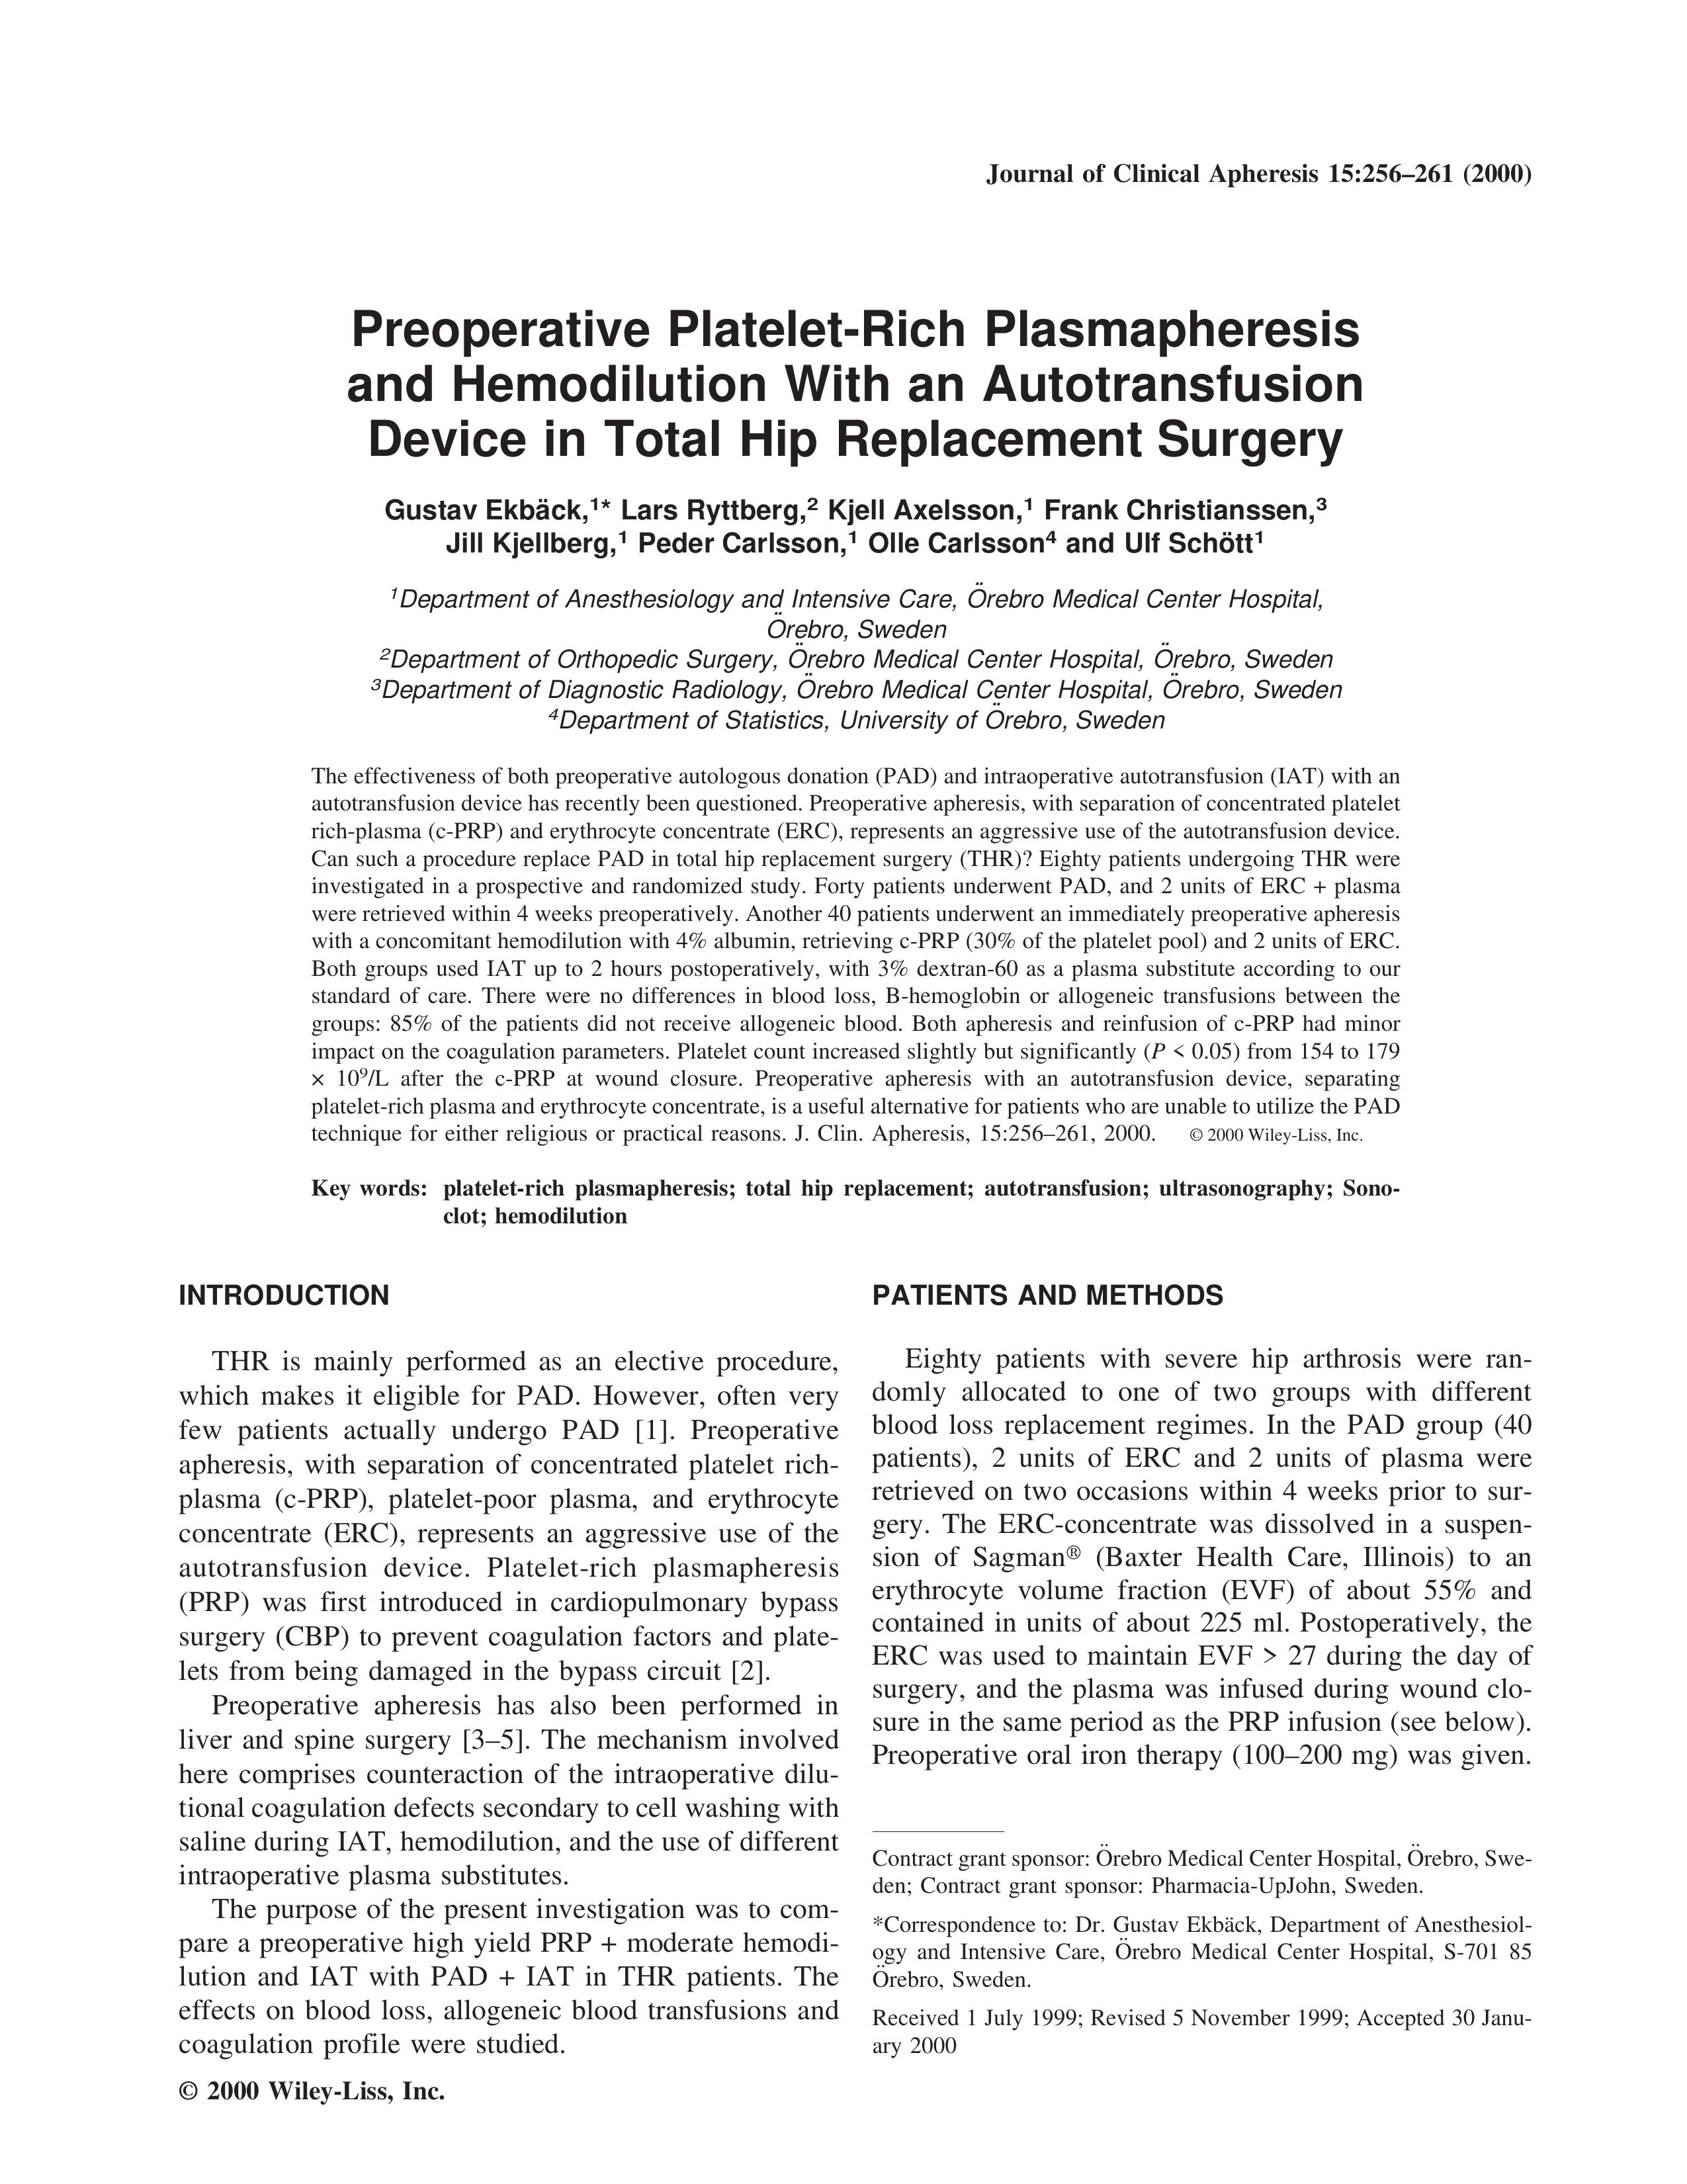 Journal of Clinical Apheresis 15:256–261 (2000)
Preoperative Platelet-Rich Plasmapheresis
and Hemodilution With an Autotransfusion
Device in Total Hip Replacement Surgery
Gustav Ekbäck,¹* Lars Ryttberg,² Kjell Axelsson,¹ Frank Christianssen,³
Jill Kjellberg,¹ Peder Carlsson,¹ Olle Carlsson⁴ and Ulf Schött¹
¹Department of Anesthesiology and Intensive Care, Örebro Medical Center Hospital,
Örebro, Sweden
²Department of Orthopedic Surgery, Örebro Medical Center Hospital, Örebro, Sweden
³Department of Diagnostic Radiology, Örebro Medical Center Hospital, Örebro, Sweden
⁴Department of Statistics, University of Örebro, Sweden
The effectiveness of both preoperative autologous donation (PAD) and intraoperative autotransfusion (IAT) with an
autotransfusion device has recently been questioned. Preoperative apheresis, with separation of concentrated platelet
rich-plasma (c-PRP) and erythrocyte concentrate (ERC), represents an aggressive use of the autotransfusion device.
Can such a procedure replace PAD in total hip replacement surgery (THR)? Eighty patients undergoing THR were
investigated in a prospective and randomized study. Forty patients underwent PAD, and 2 units of ERC + plasma
were retrieved within 4 weeks preoperatively. Another 40 patients underwent an immediately preoperative apheresis
with a concomitant hemodilution with 4% albumin, retrieving c-PRP (30% of the platelet pool) and 2 units of ERC.
Both groups used IAT up to 2 hours postoperatively, with 3% dextran-60 as a plasma substitute according to our
standard of care. There were no differences in blood loss, B-hemoglobin or allogeneic transfusions between the
groups: 85% of the patients did not receive allogeneic blood. Both apheresis and reinfusion of c-PRP had minor
impact on the coagulation parameters. Platelet count increased slightly but significantly (P < 0.05) from 154 to 179
× 10⁹/L after the c-PRP at wound closure. Preoperative apheresis with an autotransfusion device, separating
platelet-rich plasma and erythrocyte concentrate, is a useful alternative for patients who are unable to utilize the PAD
technique for either religious or practical reasons. J. Clin. Apheresis, 15:256–261, 2000. © 2000 Wiley-Liss, Inc.
Key words: platelet-rich plasmapheresis; total hip replacement; autotransfusion; ultrasonography; Sono-
clot; hemodilution
INTRODUCTION
THR is mainly performed as an elective procedure,
which makes it eligible for PAD. However, often very
few patients actually undergo PAD [1]. Preoperative
apheresis, with separation of concentrated platelet rich-
plasma (c-PRP), platelet-poor plasma, and erythrocyte
concentrate (ERC), represents an aggressive use of the
autotransfusion device. Platelet-rich plasmapheresis
(PRP) was first introduced in cardiopulmonary bypass
surgery (CBP) to prevent coagulation factors and plate-
lets from being damaged in the bypass circuit [2].
Preoperative apheresis has also been performed in
liver and spine surgery [3–5]. The mechanism involved
here comprises counteraction of the intraoperative dilu-
tional coagulation defects secondary to cell washing with
saline during IAT, hemodilution, and the use of different
intraoperative plasma substitutes.
The purpose of the present investigation was to com-
pare a preoperative high yield PRP + moderate hemodi-
lution and IAT with PAD + IAT in THR patients. The
effects on blood loss, allogeneic blood transfusions and
coagulation profile were studied.
© 2000 Wiley-Liss, Inc.
PATIENTS AND METHODS
Eighty patients with severe hip arthrosis were ran-
domly allocated to one of two groups with different
blood loss replacement regimes. In the PAD group (40
patients), 2 units of ERC and 2 units of plasma were
retrieved on two occasions within 4 weeks prior to sur-
gery. The ERC-concentrate was dissolved in a suspen-
sion of Sagman® (Baxter Health Care, Illinois) to an
erythrocyte volume fraction (EVF) of about 55% and
contained in units of about 225 ml. Postoperatively, the
ERC was used to maintain EVF > 27 during the day of
surgery, and the plasma was infused during wound clo-
sure in the same period as the PRP infusion (see below).
Preoperative oral iron therapy (100–200 mg) was given.
Contract grant sponsor: Örebro Medical Center Hospital, Örebro, Swe-
den; Contract grant sponsor: Pharmacia-UpJohn, Sweden.
*Correspondence to: Dr. Gustav Ekbäck, Department of Anesthesiol-
ogy and Intensive Care, Örebro Medical Center Hospital, S-701 85
Örebro, Sweden.
Received 1 July 1999; Revised 5 November 1999; Accepted 30 Janu-
ary 2000